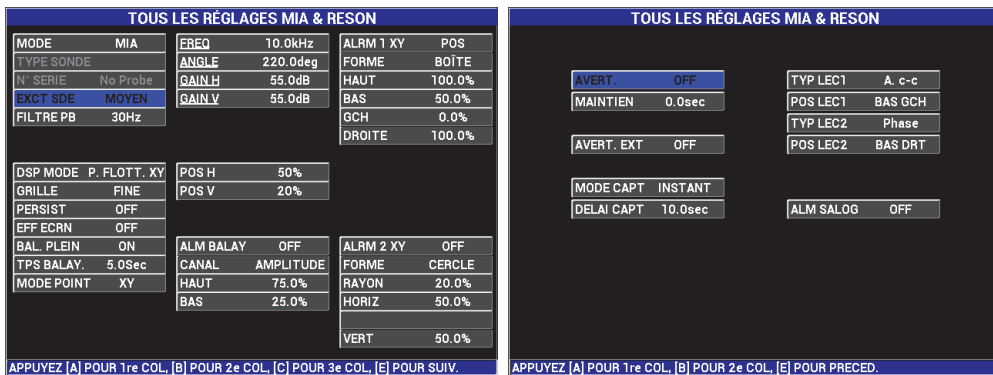 TOUS LES RÉGLAGES MIA & RESON
MODE MIA
TYPE SONDE
N° SERIE No Probe
EXCT SDE MOYEN
FILTRE PB 30Hz
FREQ 10.0kHz
ANGLE 220.0deg
GAIN H 55.0dB
GAIN V 55.0dB
ALRM 1 XY POS
FORME BOÎTE
HAUT 100.0%
BAS 50.0%
GCH 0.0%
DROITE 100.0%
DSP MODE P. FLOTT. XY
GRILLE FINE
PERSIST OFF
EFF ECRN OFF
BAL. PLEIN ON
TPS BALAY. 5.0Sec
MODE POINT XY
POS H 50%
POS V 20%
ALM BALAY OFF
CANAL AMPLITUDE
HAUT 75.0%
BAS 25.0%
ALRM 2 XY OFF
FORME CERCLE
RAYON 20.0%
HORIZ 50.0%
VERT 50.0%
APPUYEZ [A] POUR 1re COL, [B] POUR 2e COL, [C] POUR 3e COL, [E] POUR SUIV.
TOUS LES RÉGLAGES MIA & RESON
AVERT. OFF
MAINTIEN 0.0sec
AVERT. EXT OFF
MODE CAPT INSTANT
DELAI CAPT 10.0sec
TYP LEC1 A. c-c
POS LEC1 BAS GCH
TYP LEC2 Phase
POS LEC2 BAS DRT
ALM SALOG OFF
APPUYEZ [A] POUR 1re COL, [B] POUR 2e COL, [E] POUR PRECED.